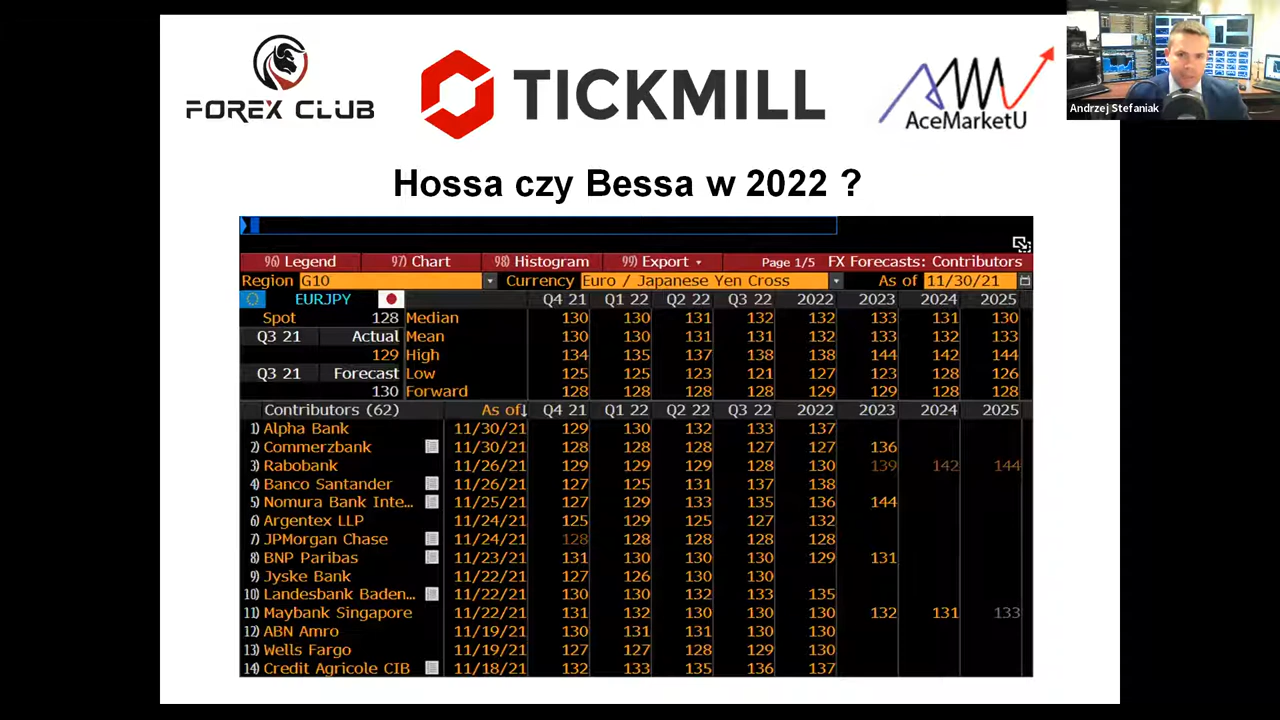 FOREX CLUB
TICKMILL
AceMarketU
Andrzej Stefaniak
Hossa czy Bessa w 2022 ?
96) Legend 97) Chart 98) Histogram 99) Export Page 1/5 FX Forecasts: Contributors
Region G10 Currency Euro / Japanese Yen Cross As of 11/30/21
EURJPY Q4 21 Q1 22 Q2 22 Q3 22 2022 2023 2024 2025
Spot 128 Median 130 130 131 132 132 133 131 130
Q3 21 Actual Mean 130 130 131 131 132 133 132 133
129 High 134 135 137 138 138 144 142 144
Q3 21 Forecast Low 125 125 123 121 127 123 128 126
130 Forward 128 128 128 128 129 129 128 128
Contributors (62) As of↓ Q4 21 Q1 22 Q2 22 Q3 22 2022 2023 2024 2025
1) Alpha Bank 11/30/21 129 130 132 133 137
2) Commerzbank 11/30/21 128 128 128 127 127 136
3) Rabobank 11/26/21 129 129 129 128 130 139 142 144
4) Banco Santander 11/26/21 127 125 131 137 138
5) Nomura Bank Inte... 11/25/21 127 129 133 135 136 144
6) Argentex LLP 11/24/21 125 129 125 127 132
7) JPMorgan Chase 11/24/21 128 128 128 128 128
8) BNP Paribas 11/23/21 131 130 130 130 129 131
9) Jyske Bank 11/22/21 127 126 130 130
10) Landesbank Baden... 11/22/21 130 130 132 133 135
11) Maybank Singapore 11/22/21 131 132 130 130 130 132 131 133
12) ABN Amro 11/19/21 130 131 131 130 130
13) Wells Fargo 11/19/21 127 127 128 129 130
14) Credit Agricole CIB 11/18/21 132 133 135 136 137